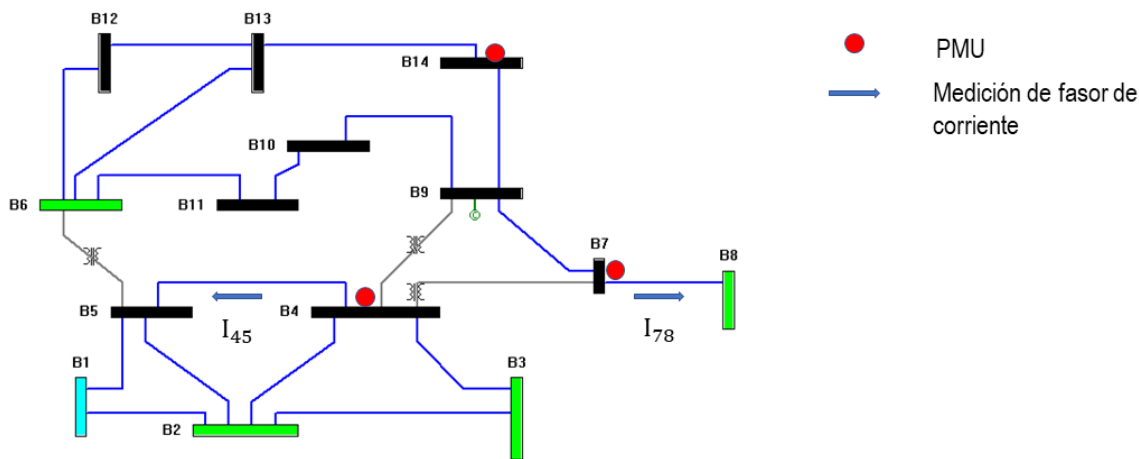 B12
B13
B14
PMU
Medición de fasor de
corriente
B10
B9
B6
B11
B7
B8
B5
B4
I45
I78
B1
B3
B2